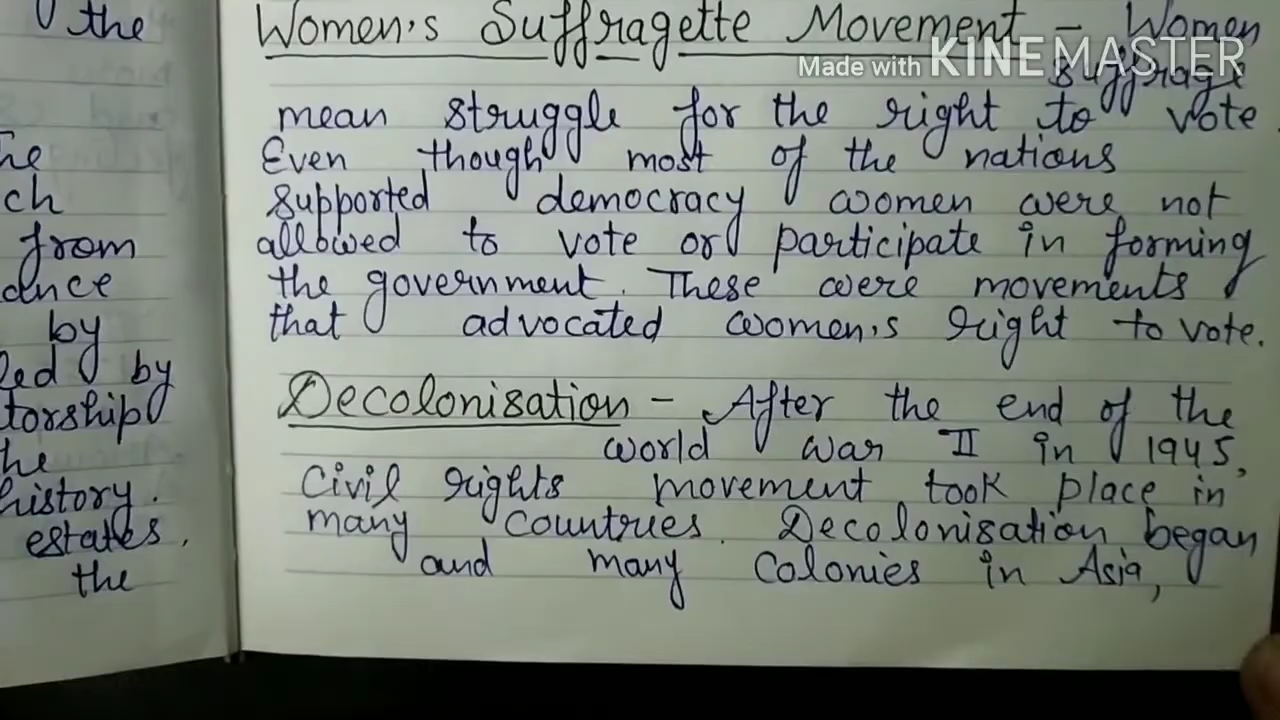 the
he
ch
from
ance
by
led by
torship
he
history.
estates,
the
Women's Suffragette Movement - Women
Made with KINEMASTER
suffrage
mean struggle for the right to vote.
Even though most of the nations
supported democracy women were not
allowed to vote or participate in forming
the government. These were movements
that advocated women's right to vote.
Decolonisation - After the end of the
world war II in 1945,
Civil rights movement took place in
many countries. Decolonisation began
and many colonies in Asia,